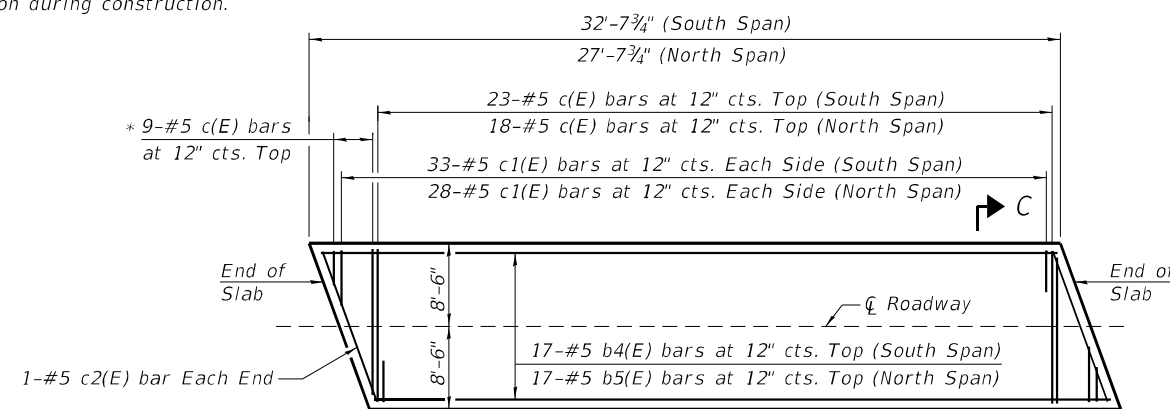 on during construction.
32'-7¾" (South Span)
27'-7¾" (North Span)
23-#5 c(E) bars at 12" cts. Top (South Span)
18-#5 c(E) bars at 12" cts. Top (North Span)
* 9-#5 c(E) bars
at 12" cts. Top
33-#5 c1(E) bars at 12" cts. Each Side (South Span)
28-#5 c1(E) bars at 12" cts. Each Side (North Span)
C
End of
Slab
8'-6"
℄ Roadway
End of
Slab
8'-6"
17-#5 b4(E) bars at 12" cts. Top (South Span)
17-#5 b5(E) bars at 12" cts. Top (North Span)
1-#5 c2(E) bar Each End